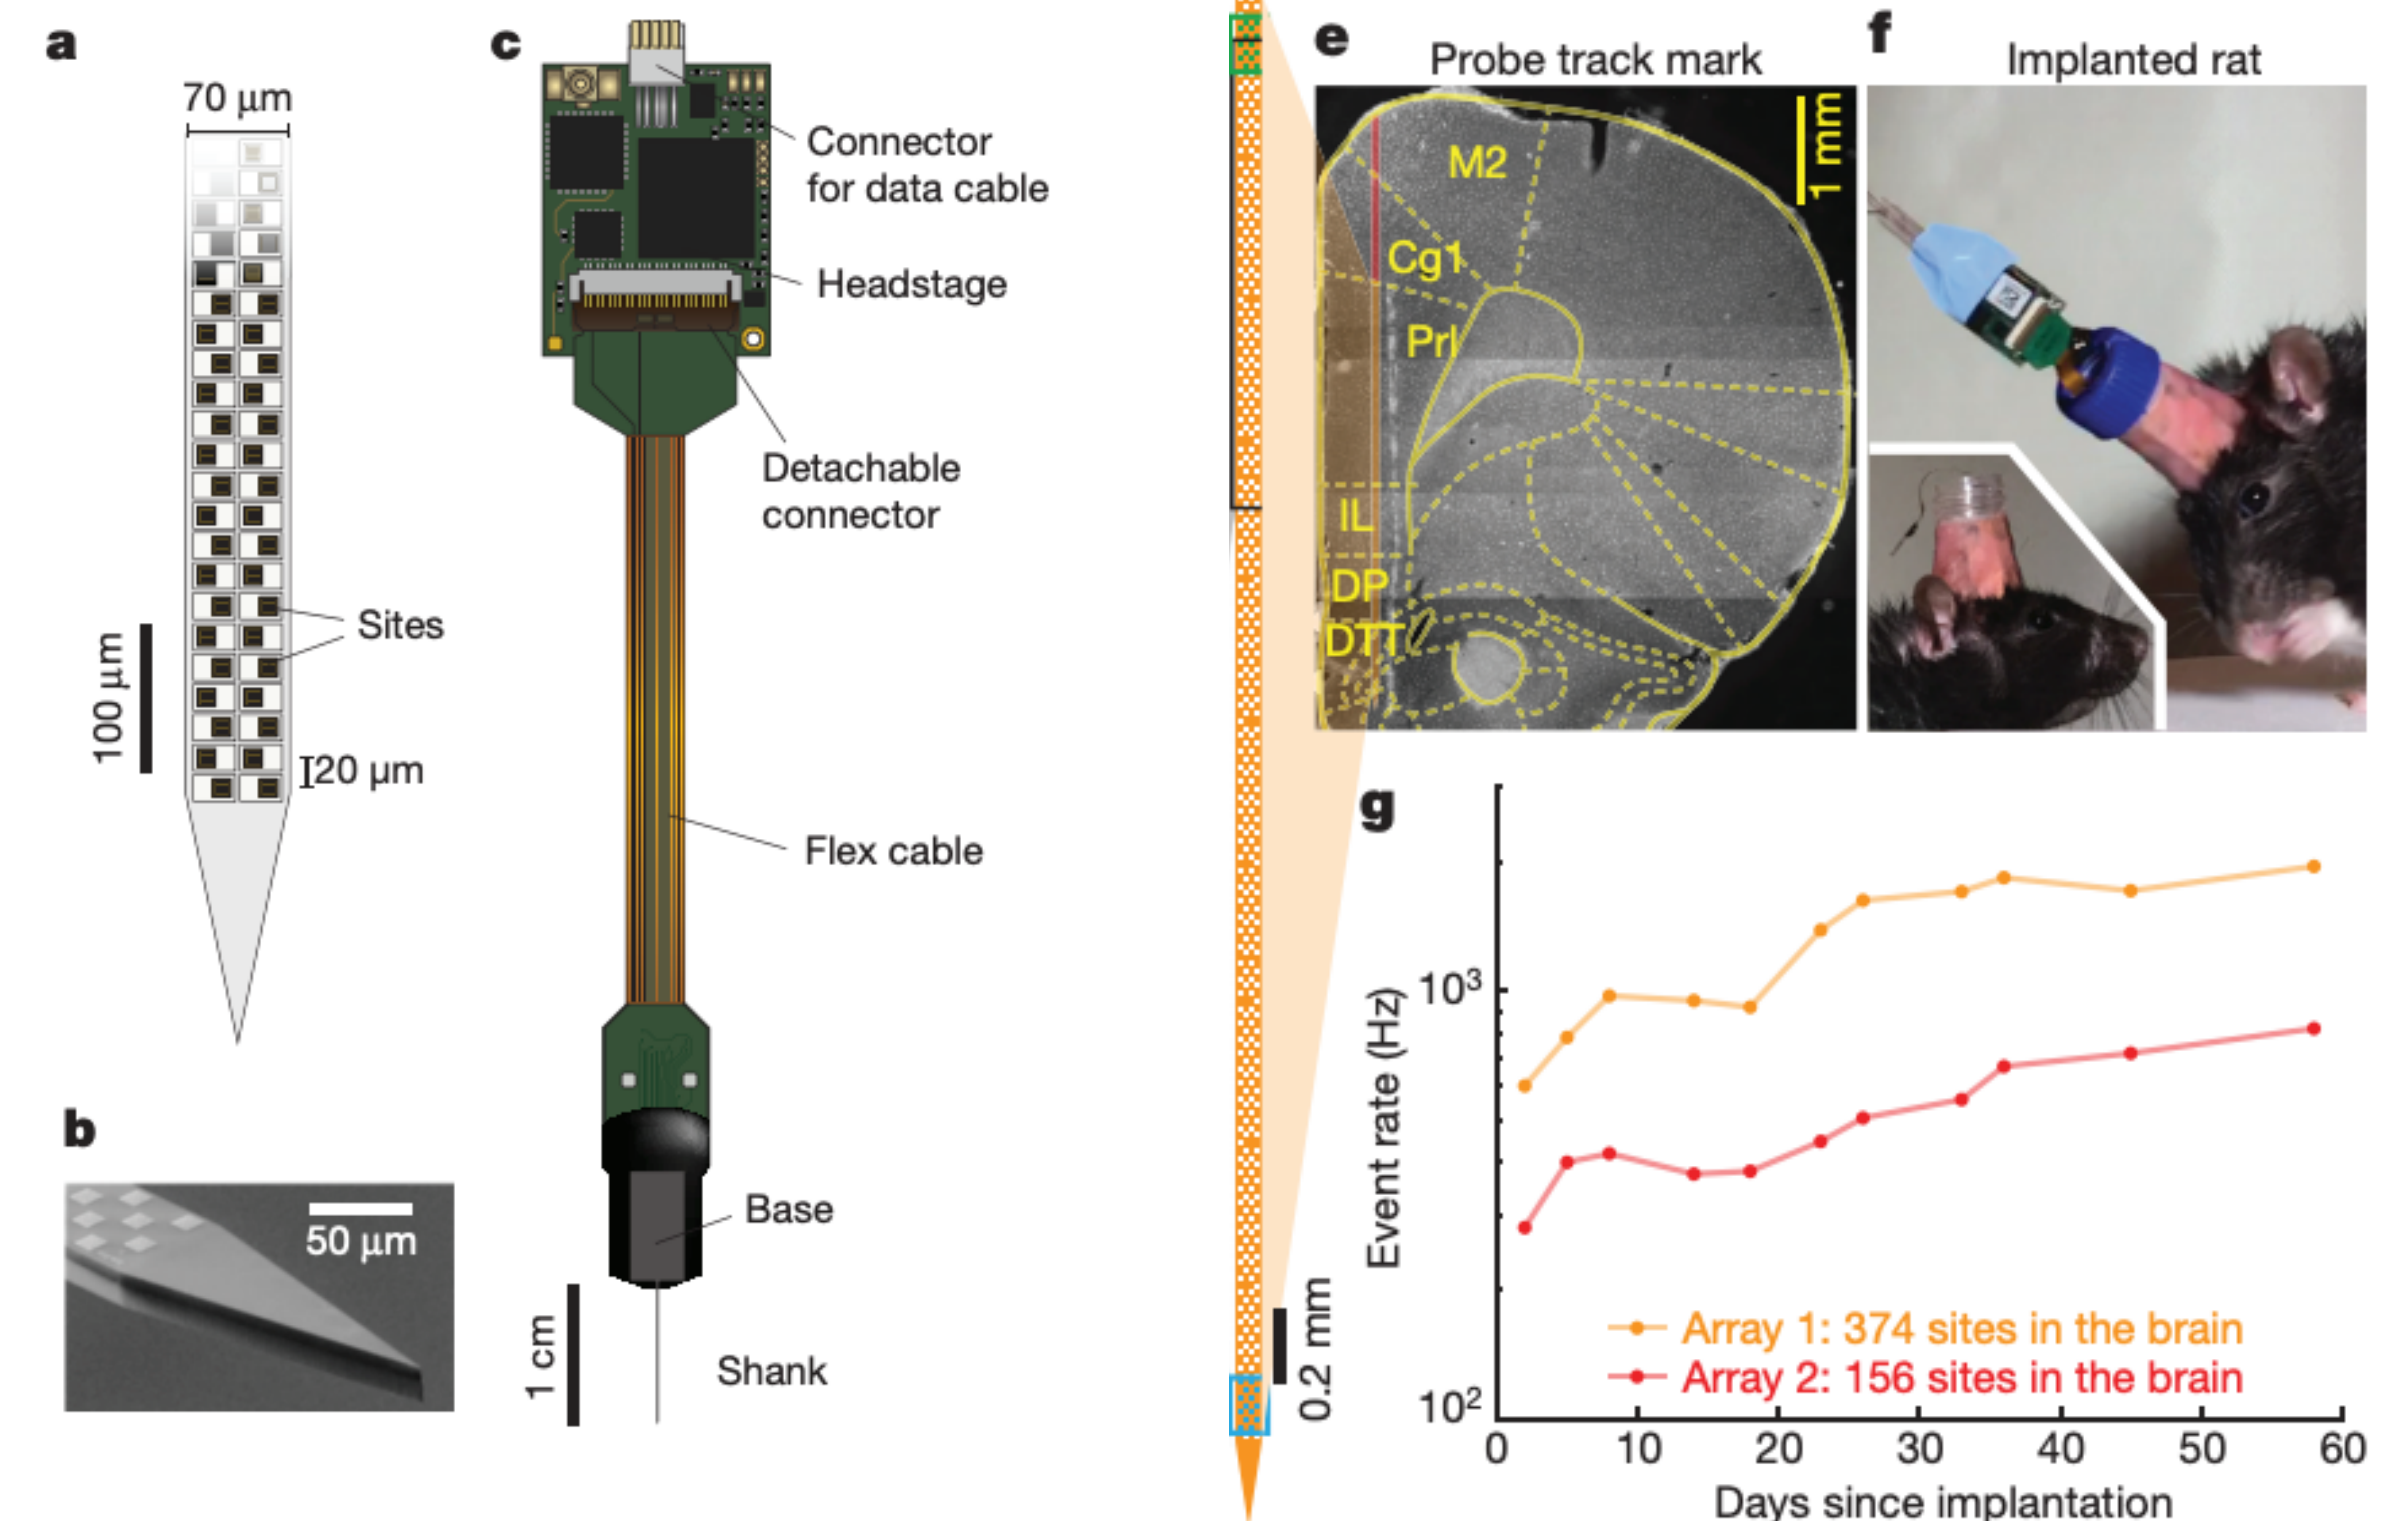 a
70 µm
Sites
100 µm
20 µm
b
50 µm
c
Connector
for data cable
Headstage
Detachable
connector
Flex cable
Base
1 cm
Shank
0.2 mm
e
Probe track mark
1 mm
M2
Cg1
Prl
IL
DP
DTT
f
Implanted rat
g
Event rate (Hz)
10³
10²
Array 1: 374 sites in the brain
Array 2: 156 sites in the brain
0 10 20 30 40 50 60
Days since implantation